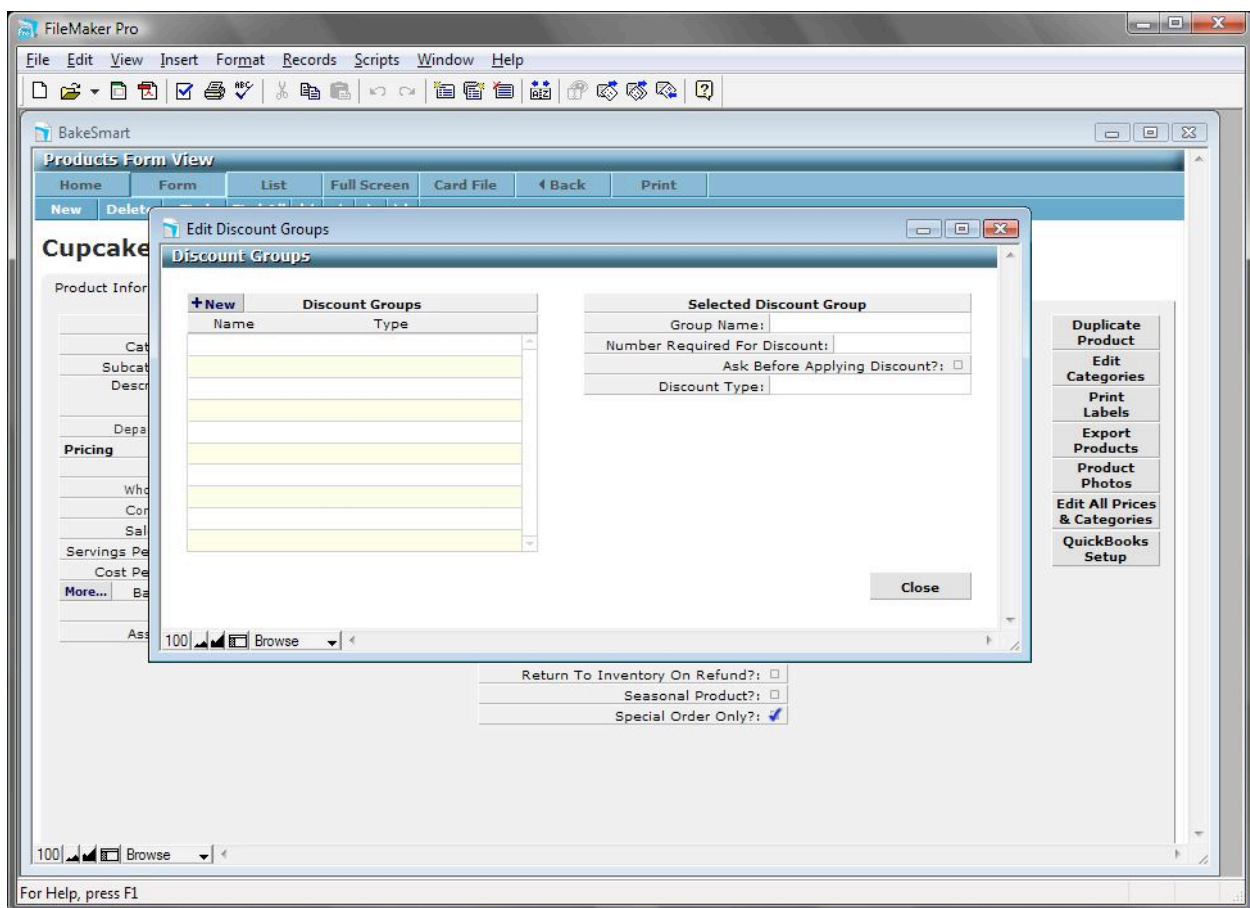 FileMaker Pro
File Edit View Insert Format Records Scripts Window Help
BakeSmart
Products Form View
Home Form List Full Screen Card File Back Print
New
Edit Discount Groups
Cupcake
Discount Groups
Product Infor
+New Discount Groups
Name Type
Selected Discount Group
Group Name:
Number Required For Discount:
Ask Before Applying Discount?:
Discount Type:
Cat
Subcat
Descr
Depa
Pricing
Who
Con
Sal
Servings Pe
Cost Pe
More... Ba
Ass
Close
100 Browse
Duplicate
Product
Edit
Categories
Print
Labels
Export
Products
Product
Photos
Edit All Prices
& Categories
QuickBooks
Setup
Return To Inventory On Refund?:
Seasonal Product?:
Special Order Only?:
100 Browse
For Help, press F1